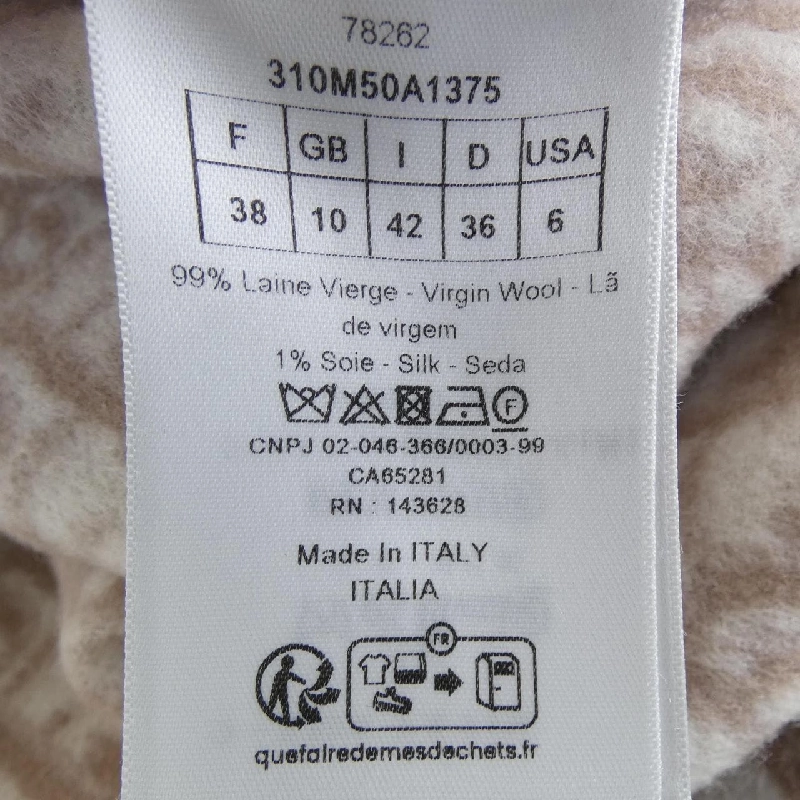 78262
310M50A1375
F GB I D USA
38 10 42 36 6
99% Laine Vierge - Virgin Wool - Lã
de virgem
1% Soie - Silk - Seda
F
CNPJ 02-046-366/0003-99
CA65281
RN : 143628
Made In ITALY
ITALIA
FR
quefairedemesdechets.fr